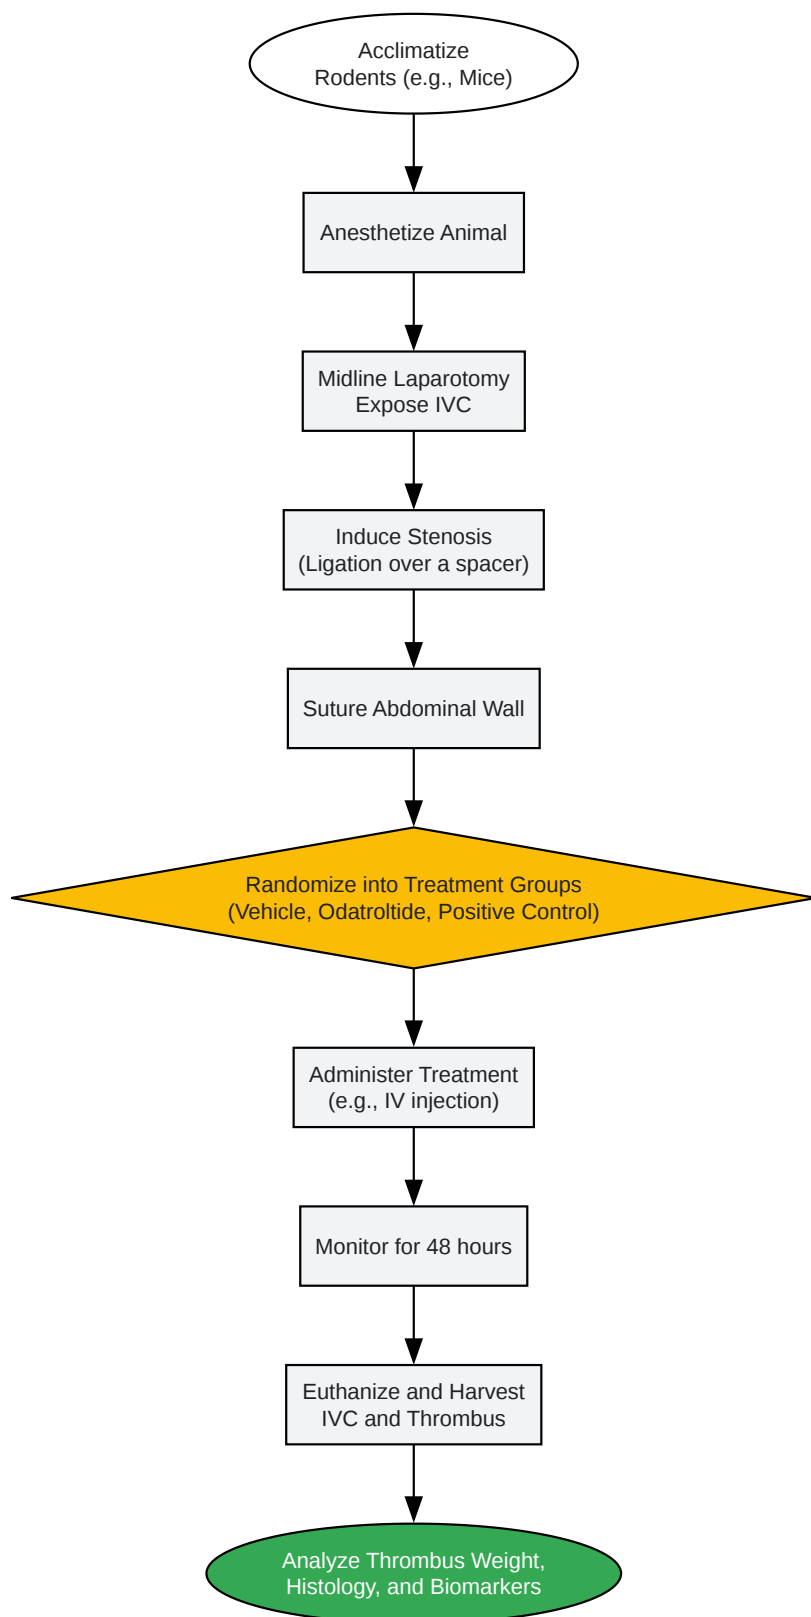 Acclimatize
Rodents (e.g., Mice)
Anesthetize Animal
Midline Laparotomy
Expose IVC
Induce Stenosis
(Ligation over a spacer)
Suture Abdominal Wall
Randomize into Treatment Groups
(Vehicle, Odatroltide, Positive Control)
Administer Treatment
(e.g., IV injection)
Monitor for 48 hours
Euthanize and Harvest
IVC and Thrombus
Analyze Thrombus Weight,
Histology, and Biomarkers